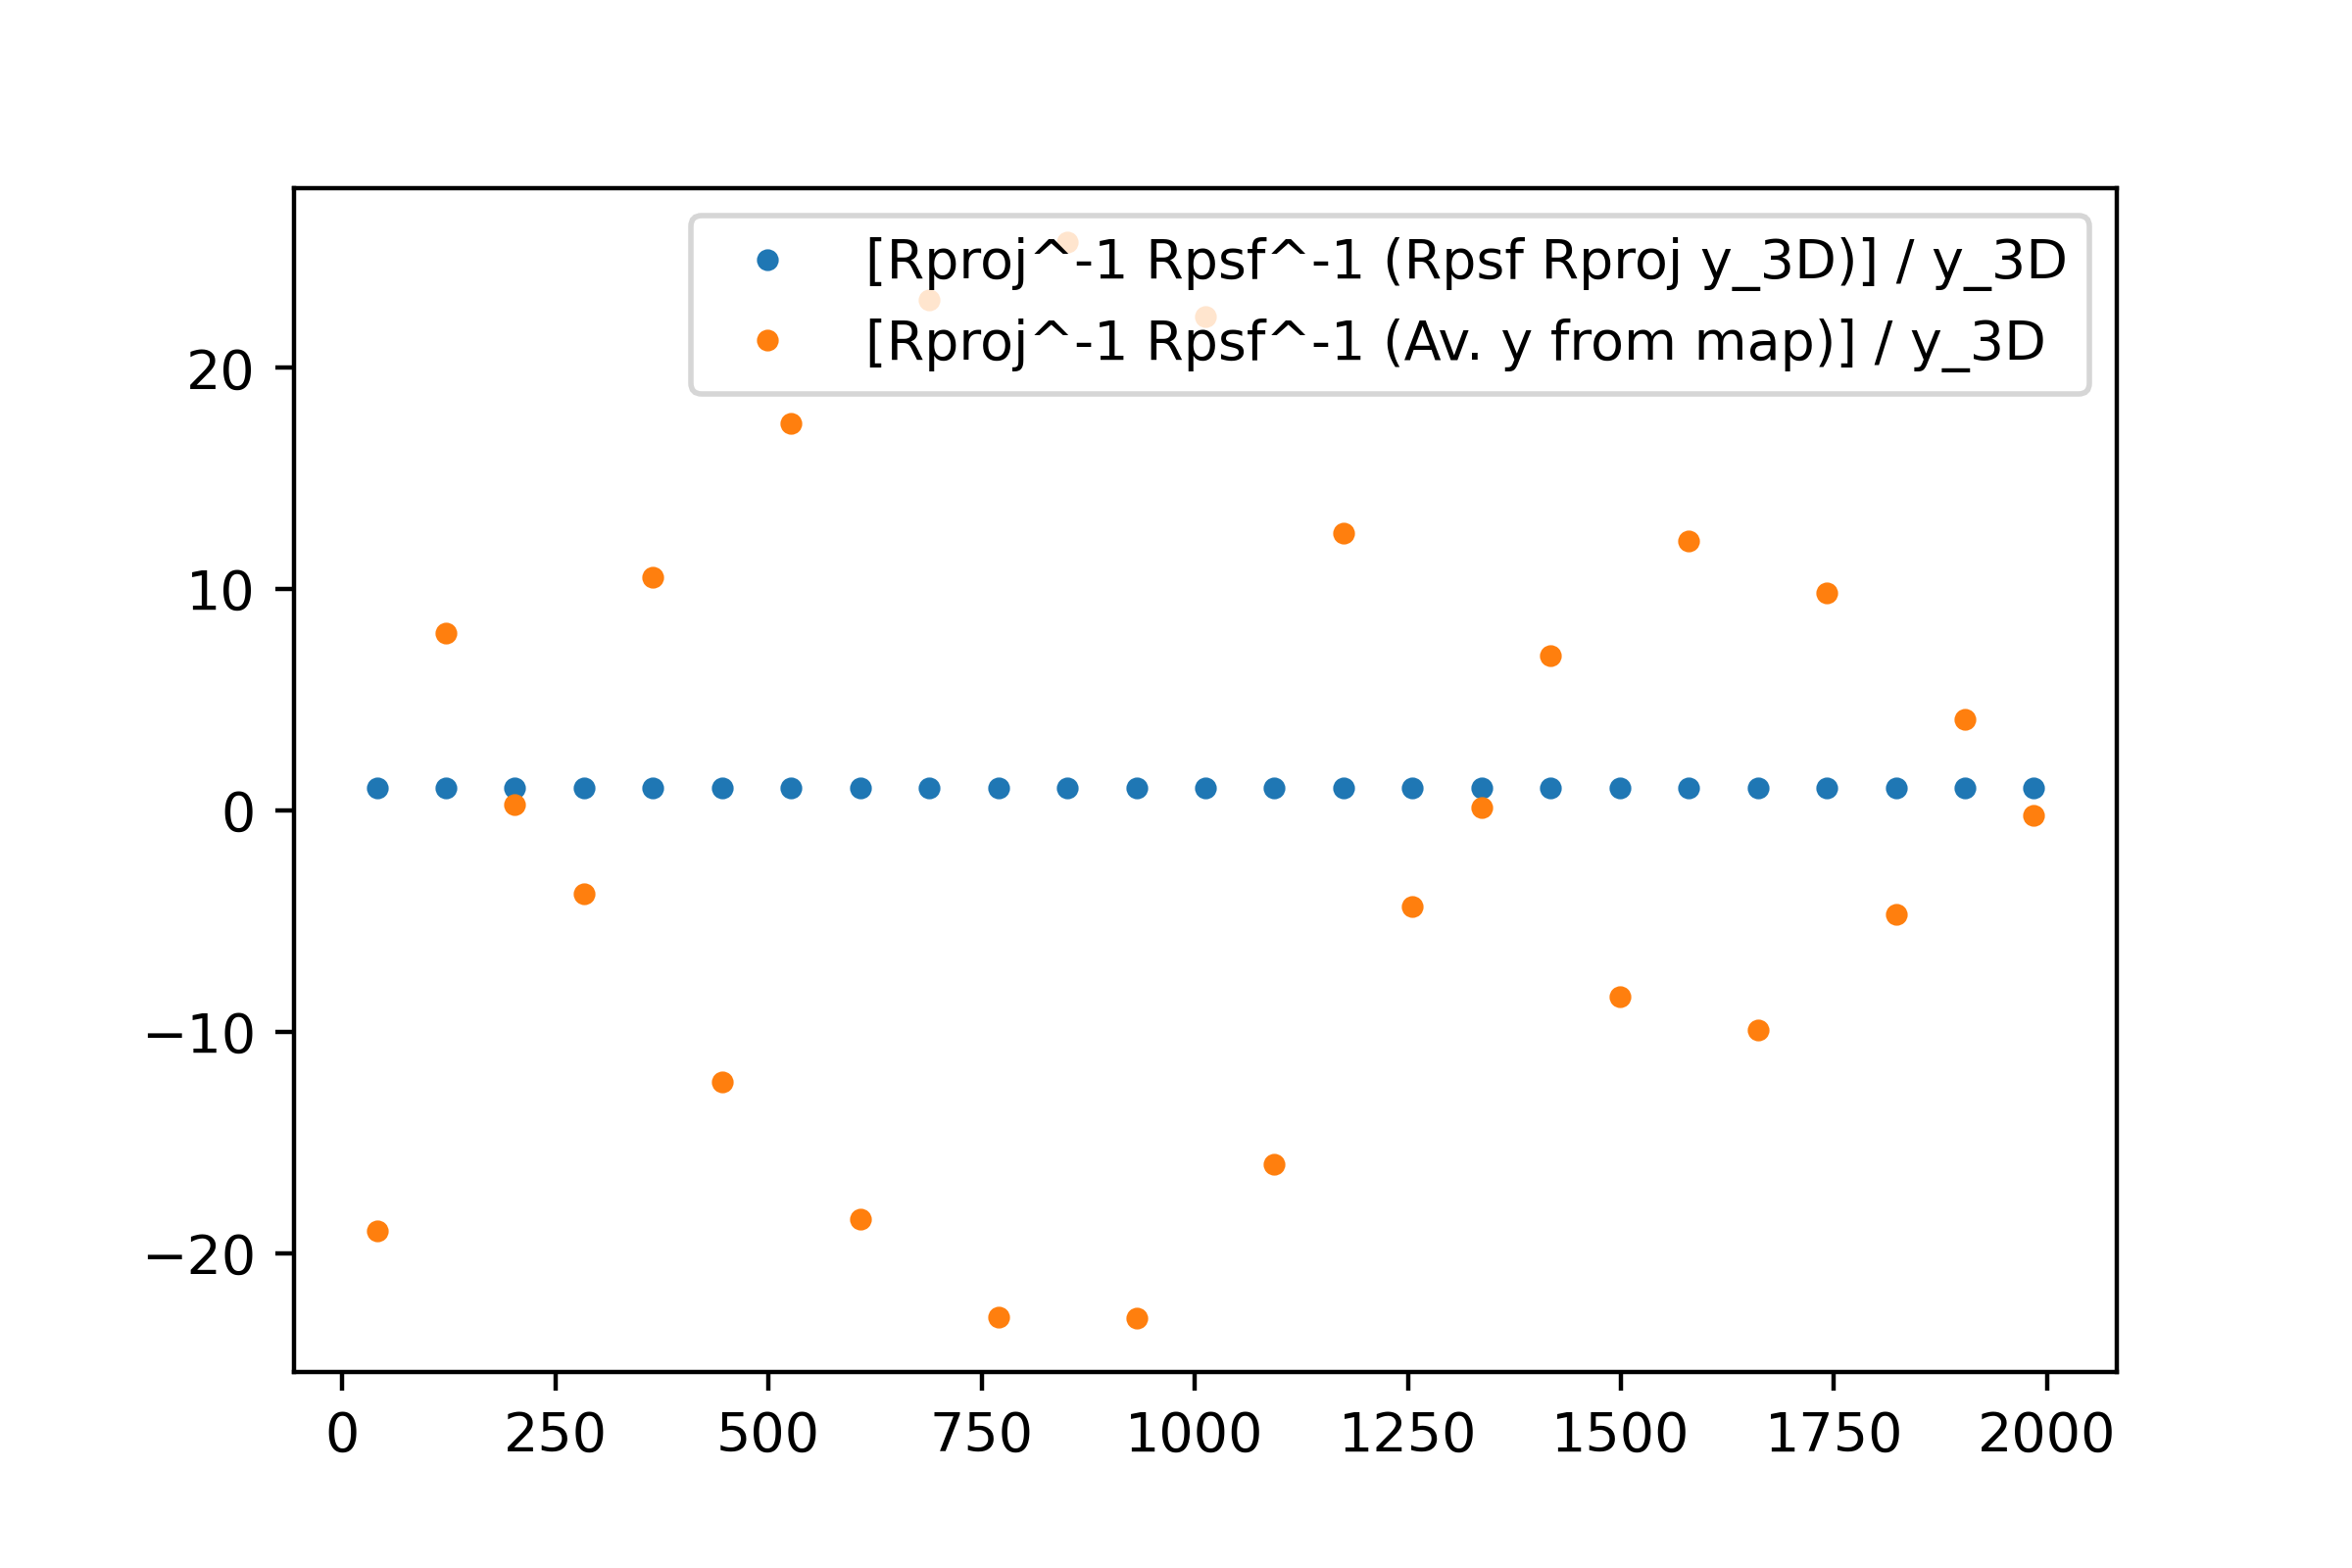 [Rproj^-1 Rpsf^-1 (Rpsf Rproj y_3D)] / y_3D
[Rproj^-1 Rpsf^-1 (Av. y from map)] / y_3D
20
10
0
−10
−20
0 250 500 750 1000 1250 1500 1750 2000